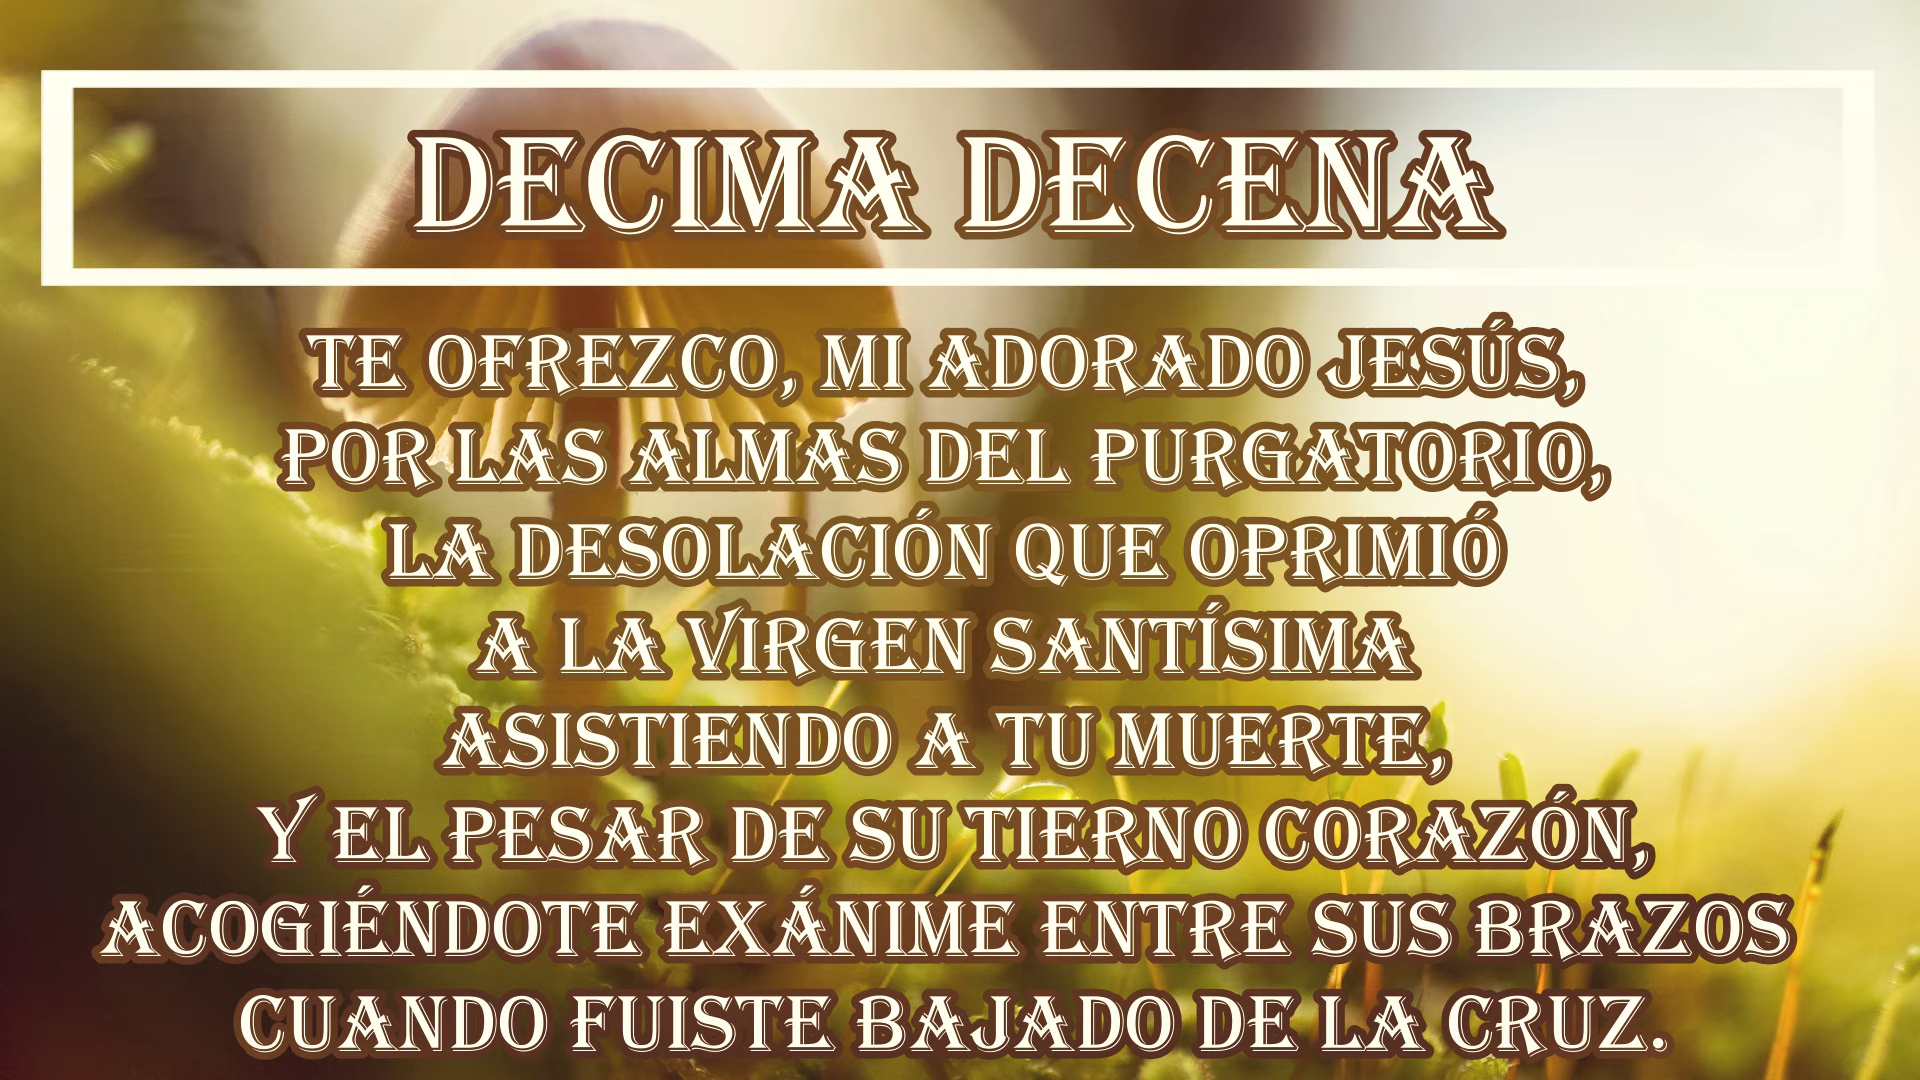 DECIMA DECENA
TE OFREZCO, MI ADORADO JESÚS,
POR LAS ALMAS DEL PURGATORIO,
LA DESOLACIÓN QUE OPRIMIÓ
A LA VIRGEN SANTÍSIMA
ASISTIENDO A TU MUERTE,
Y EL PESAR DE SU TIERNO CORAZÓN,
ACOGIÉNDOTE EXÁNIME ENTRE SUS BRAZOS
CUANDO FUISTE BAJADO DE LA CRUZ.